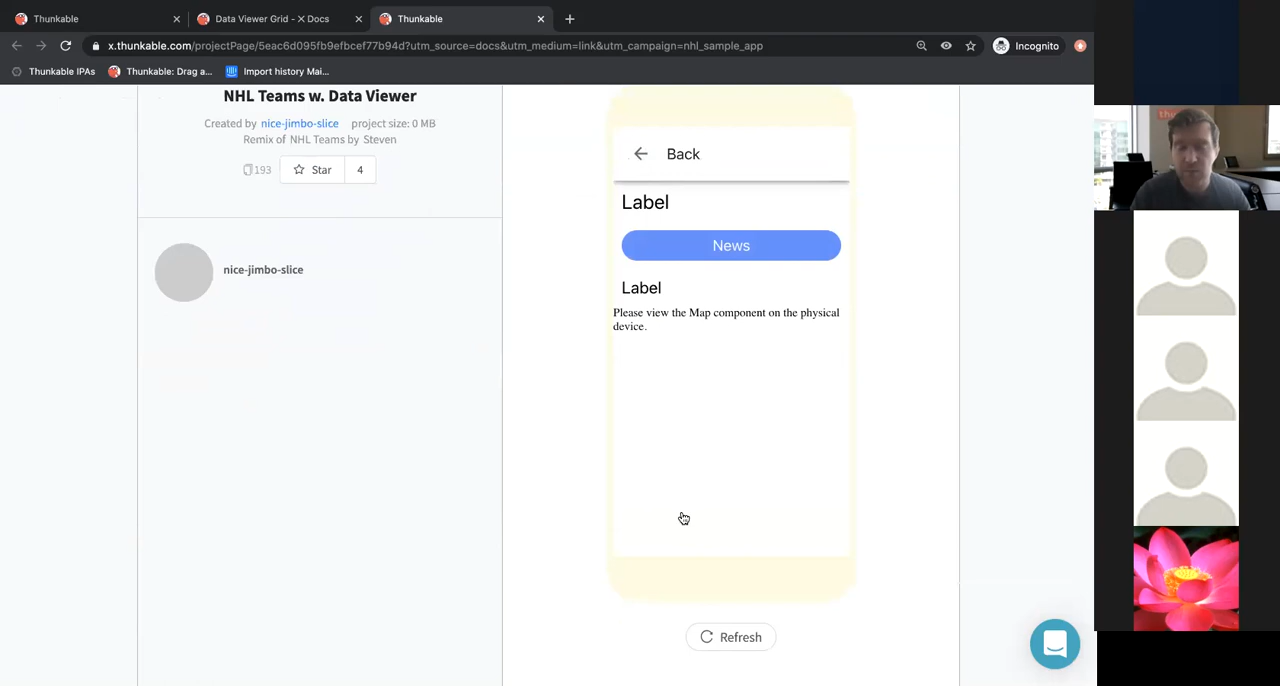 Thunkable
Data Viewer Grid - X Docs
Thunkable
x.thunkable.com/projectPage/5eac6d095fb9efbcef77b94d?utm_source=docs&utm_medium=link&utm_campaign=nhl_sample_app
Incognito
Thunkable IPAs
Thunkable: Drag a...
Import history Mai...
NHL Teams w. Data Viewer
Created by nice-jimbo-slice project size: 0 MB
Remix of NHL Teams by Steven
193
Star
4
nice-jimbo-slice
Back
Label
News
Label
Please view the Map component on the physical
device.
Refresh